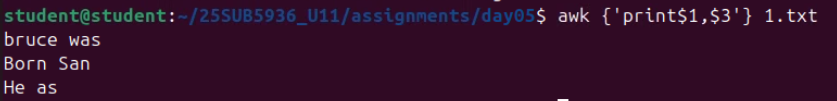 student@student:~/25SUB5936_U11/assignments/day05$ awk {'print$1,$3'} 1.txt
bruce was
Born San
He as